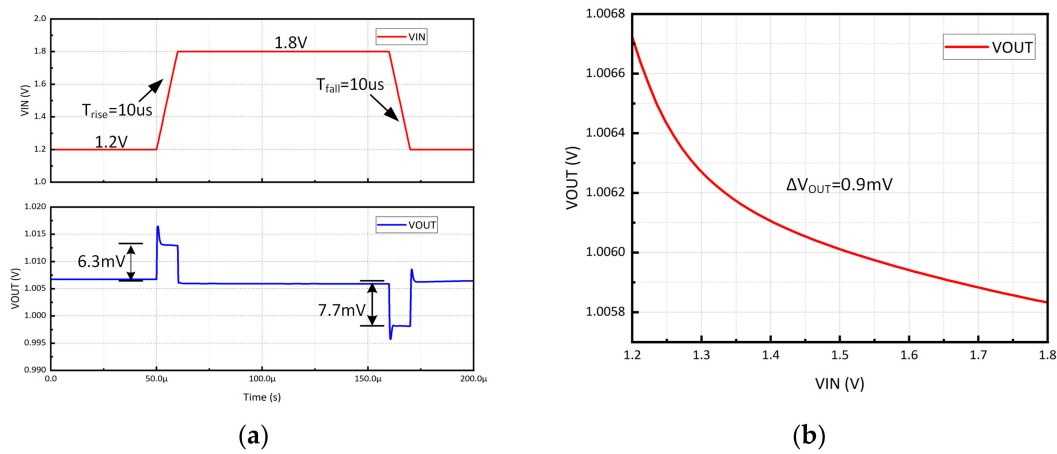 2.0
1.8
1.6
1.4
1.2
1.0
VIN (V)
VIN
1.8V
Trise=10us
Tfall=10us
1.2V
1.020
1.015
1.010
1.005
1.000
0.995
0.990
VOUT (V)
VOUT
6.3mV
7.7mV
0.0
50.0μ
100.0μ
150.0μ
200.0μ
Time (s)
(a)
1.0068
1.0066
1.0064
1.0062
1.0060
1.0058
VOUT (V)
VOUT
ΔVOUT=0.9mV
1.2
1.3
1.4
1.5
1.6
1.7
1.8
VIN (V)
(b)